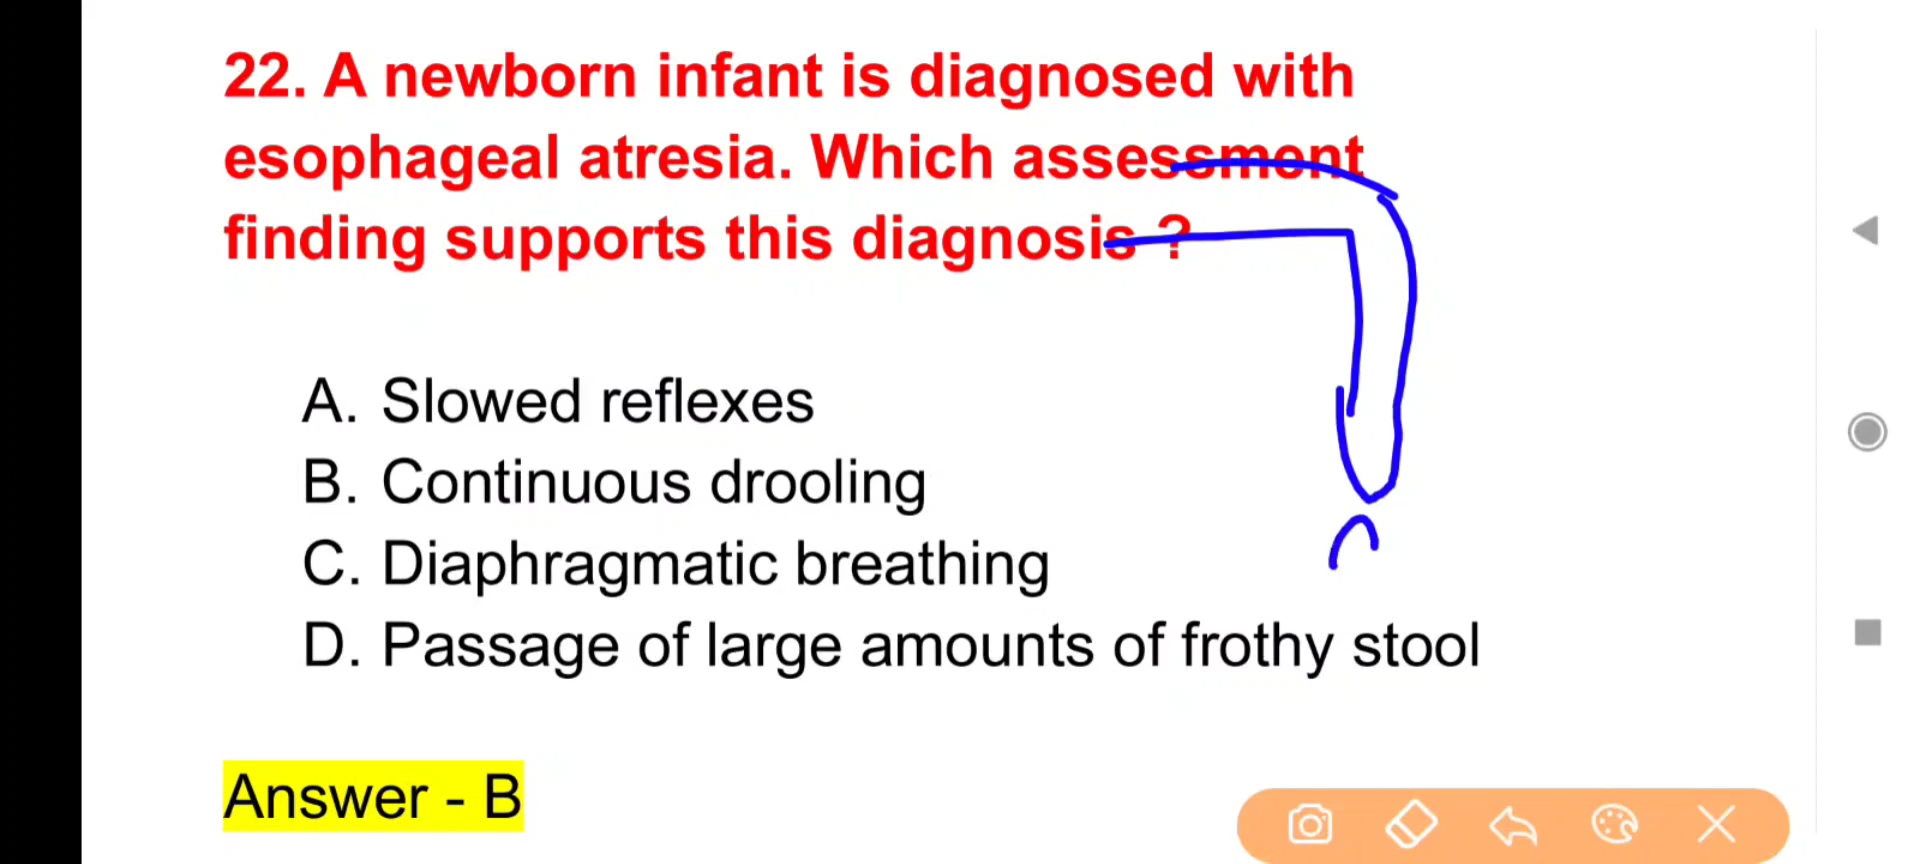 22. A newborn infant is diagnosed with
esophageal atresia. Which assessment
finding supports this diagnosis ?
A. Slowed reflexes
B. Continuous drooling
C. Diaphragmatic breathing
D. Passage of large amounts of frothy stool
Answer - B